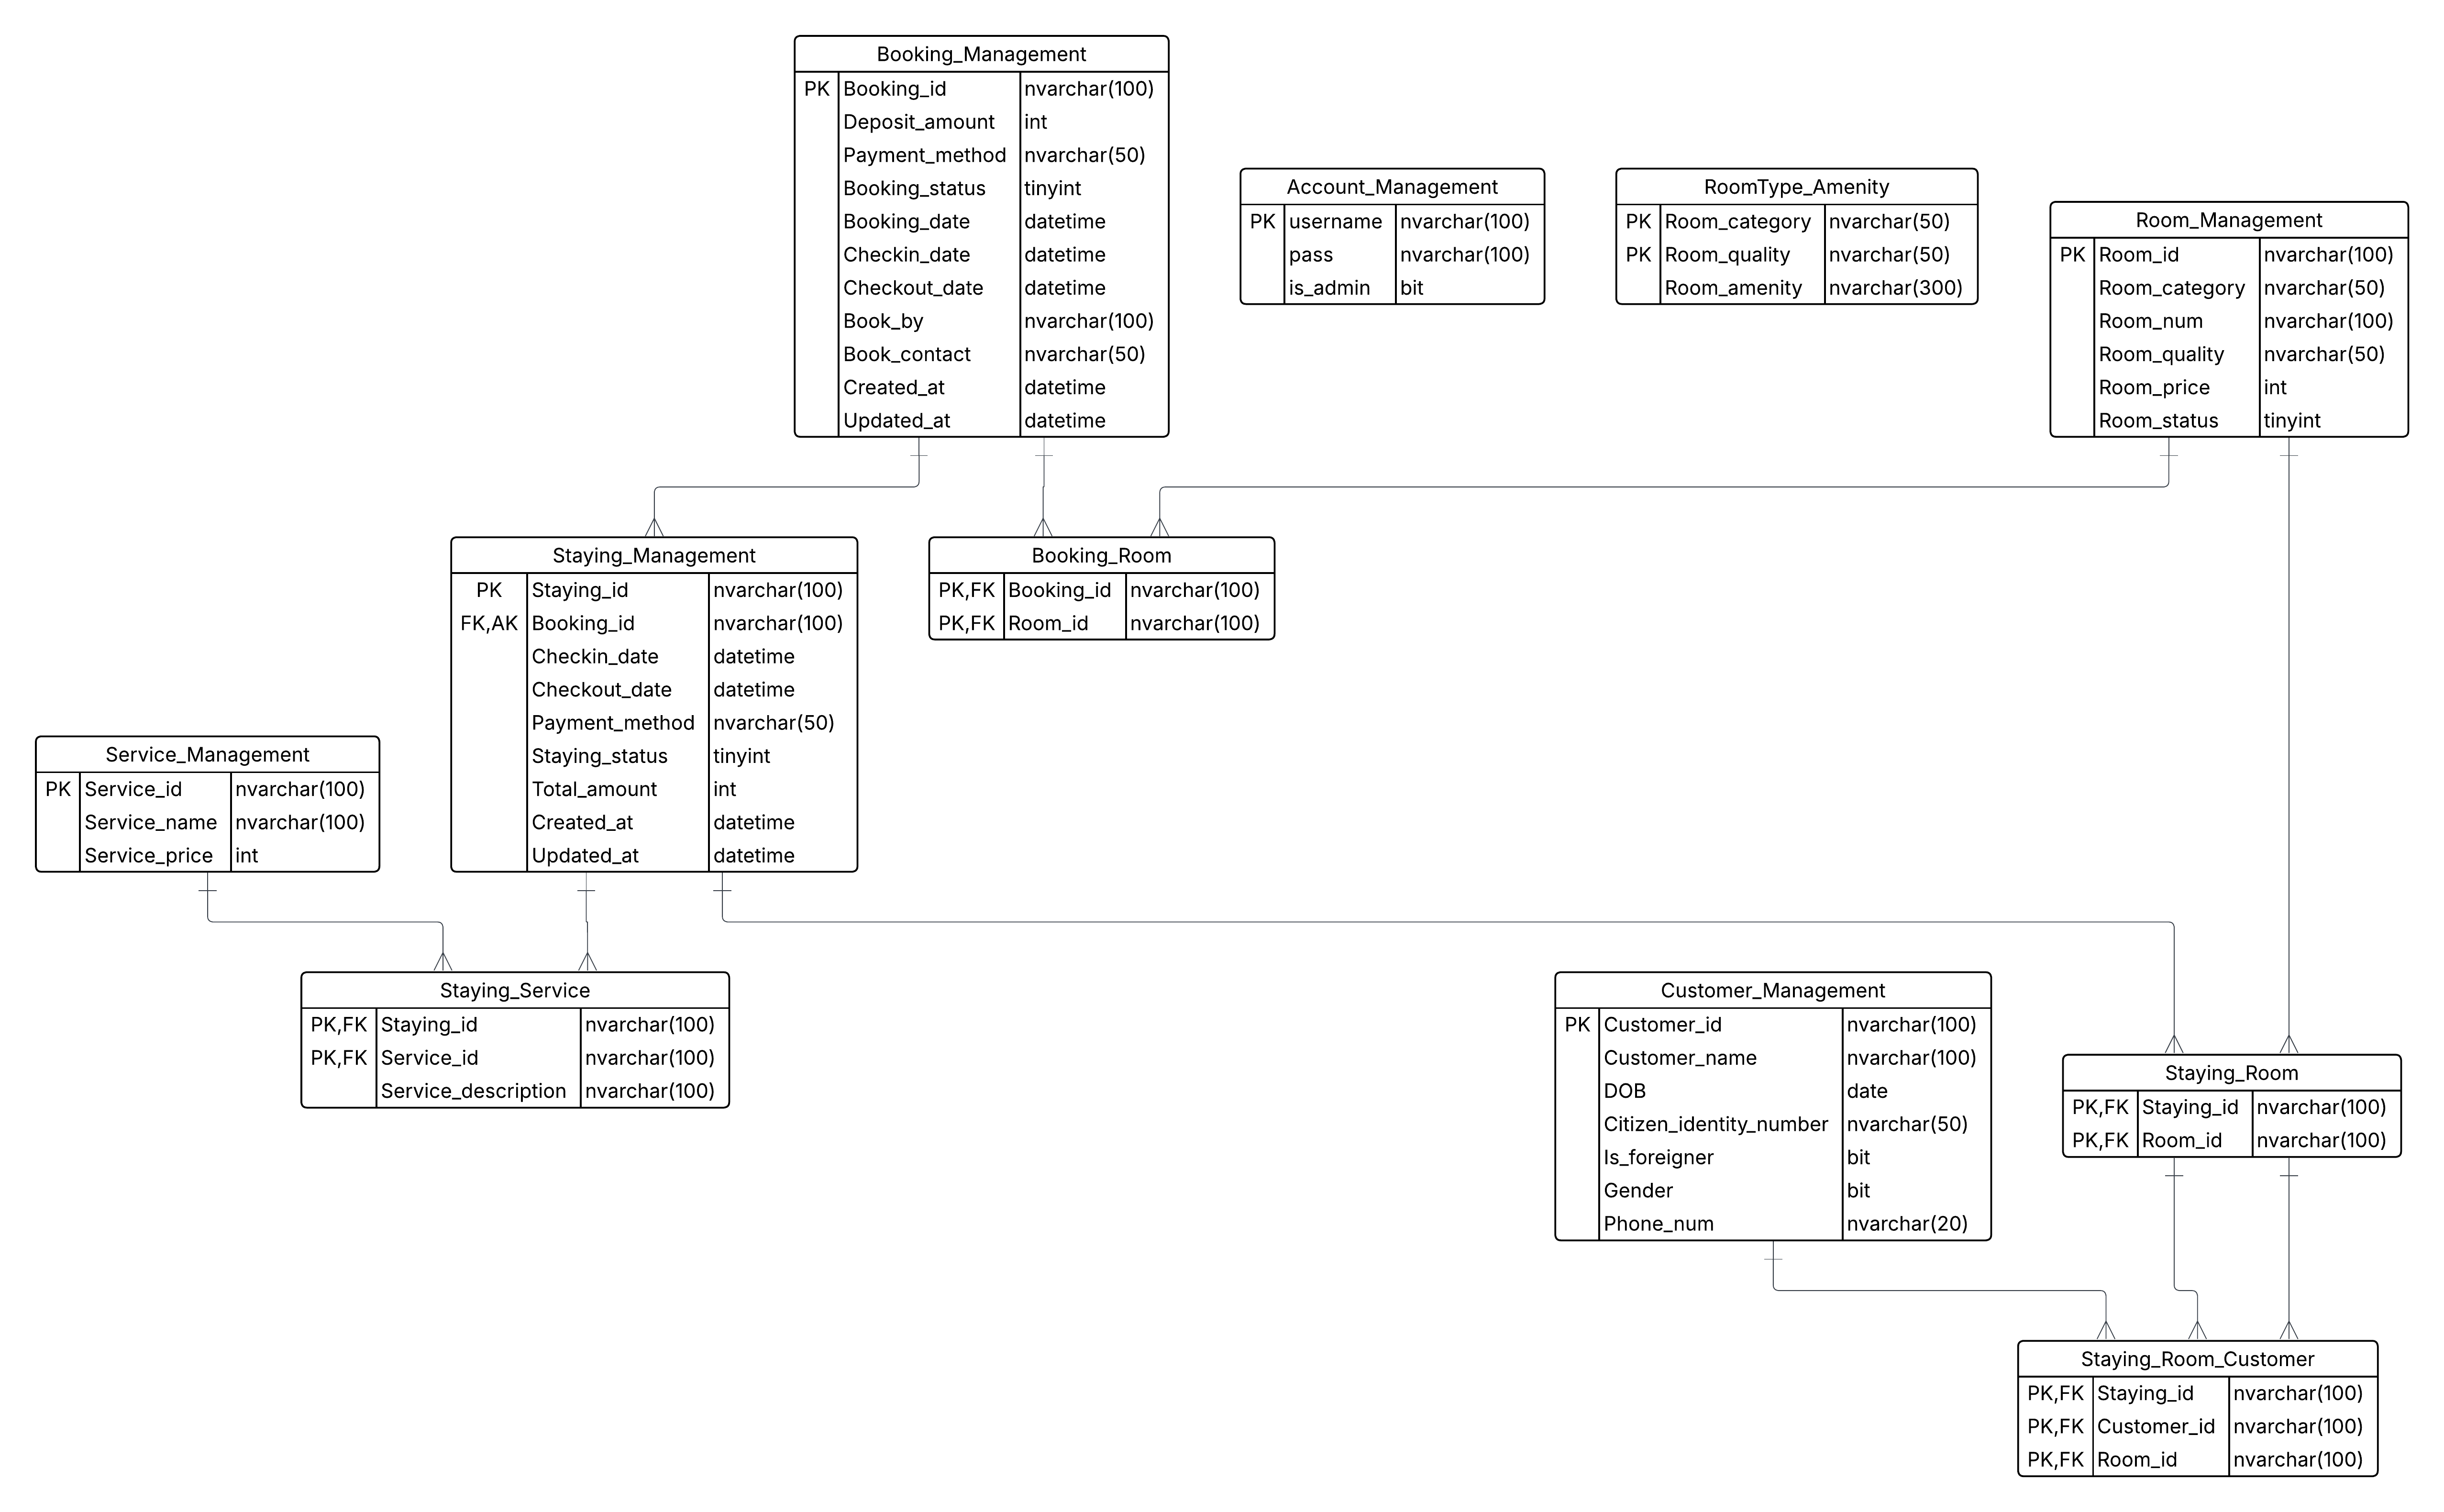 Booking_Management
PK Booking_id nvarchar(100)
Deposit_amount int
Payment_method nvarchar(50)
Booking_status tinyint
Booking_date datetime
Checkin_date datetime
Checkout_date datetime
Book_by nvarchar(100)
Book_contact nvarchar(50)
Created_at datetime
Updated_at datetime
Account_Management
PK username nvarchar(100)
pass nvarchar(100)
is_admin bit
RoomType_Amenity
PK Room_category nvarchar(50)
PK Room_quality nvarchar(50)
Room_amenity nvarchar(300)
Room_Management
PK Room_id nvarchar(100)
Room_category nvarchar(50)
Room_num nvarchar(100)
Room_quality nvarchar(50)
Room_price int
Room_status tinyint
Staying_Management
PK Staying_id nvarchar(100)
FK,AK Booking_id nvarchar(100)
Checkin_date datetime
Checkout_date datetime
Payment_method nvarchar(50)
Staying_status tinyint
Total_amount int
Created_at datetime
Updated_at datetime
Booking_Room
PK,FK Booking_id nvarchar(100)
PK,FK Room_id nvarchar(100)
Service_Management
PK Service_id nvarchar(100)
Service_name nvarchar(100)
Service_price int
Staying_Service
PK,FK Staying_id nvarchar(100)
PK,FK Service_id nvarchar(100)
Service_description nvarchar(100)
Customer_Management
PK Customer_id nvarchar(100)
Customer_name nvarchar(100)
DOB date
Citizen_identity_number nvarchar(50)
Is_foreigner bit
Gender bit
Phone_num nvarchar(20)
Staying_Room
PK,FK Staying_id nvarchar(100)
PK,FK Room_id nvarchar(100)
Staying_Room_Customer
PK,FK Staying_id nvarchar(100)
PK,FK Customer_id nvarchar(100)
PK,FK Room_id nvarchar(100)